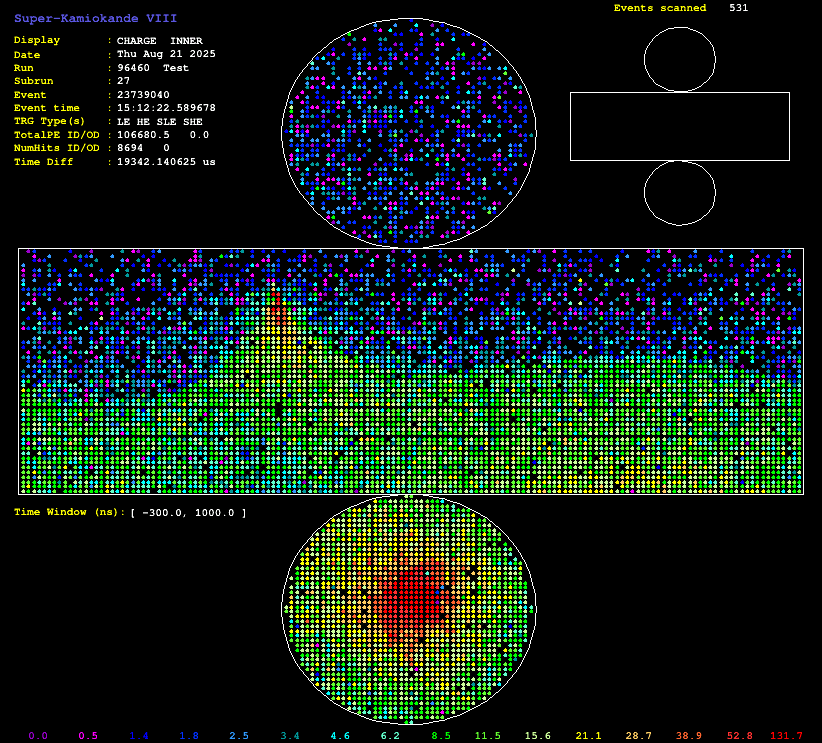 Super-Kamiokande VIII
Events scanned 531
Display : CHARGE INNER
Date : Thu Aug 21 2025
Run : 96460 Test
Subrun : 27
Event : 23739040
Event time : 15:12:22.589678
TRG Type(s) : LE HE SLE SHE
TotalPE ID/OD : 106680.5 0.0
NumHits ID/OD : 8694 0
Time Diff : 19342.140625 us
Time Window (ns): [ -300.0, 1000.0 ]
0.0 0.5 1.4 1.8 2.5 3.4 4.6 6.2 8.5 11.5 15.6 21.1 28.7 38.9 52.8 131.7